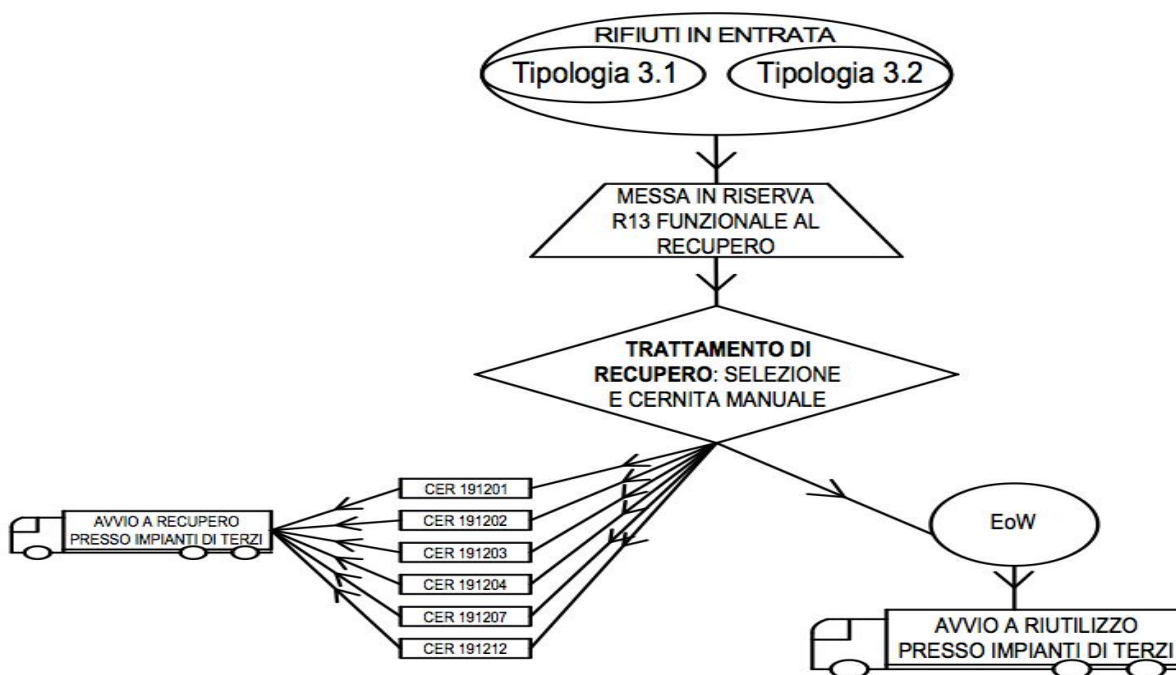 RIFIUTI IN ENTRATA
Tipologia 3.1
Tipologia 3.2
MESSA IN RISERVA
R13 FUNZIONALE AL
RECUPERO
TRATTAMENTO DI
RECUPERO: SELEZIONE
E CERNITA MANUALE
CER 191201
CER 191202
CER 191203
CER 191204
CER 191207
CER 191212
AVVIO A RECUPERO
PRESSO IMPIANTI DI TERZI
EoW
AVVIO A RIUTILIZZO
PRESSO IMPIANTI DI TERZI